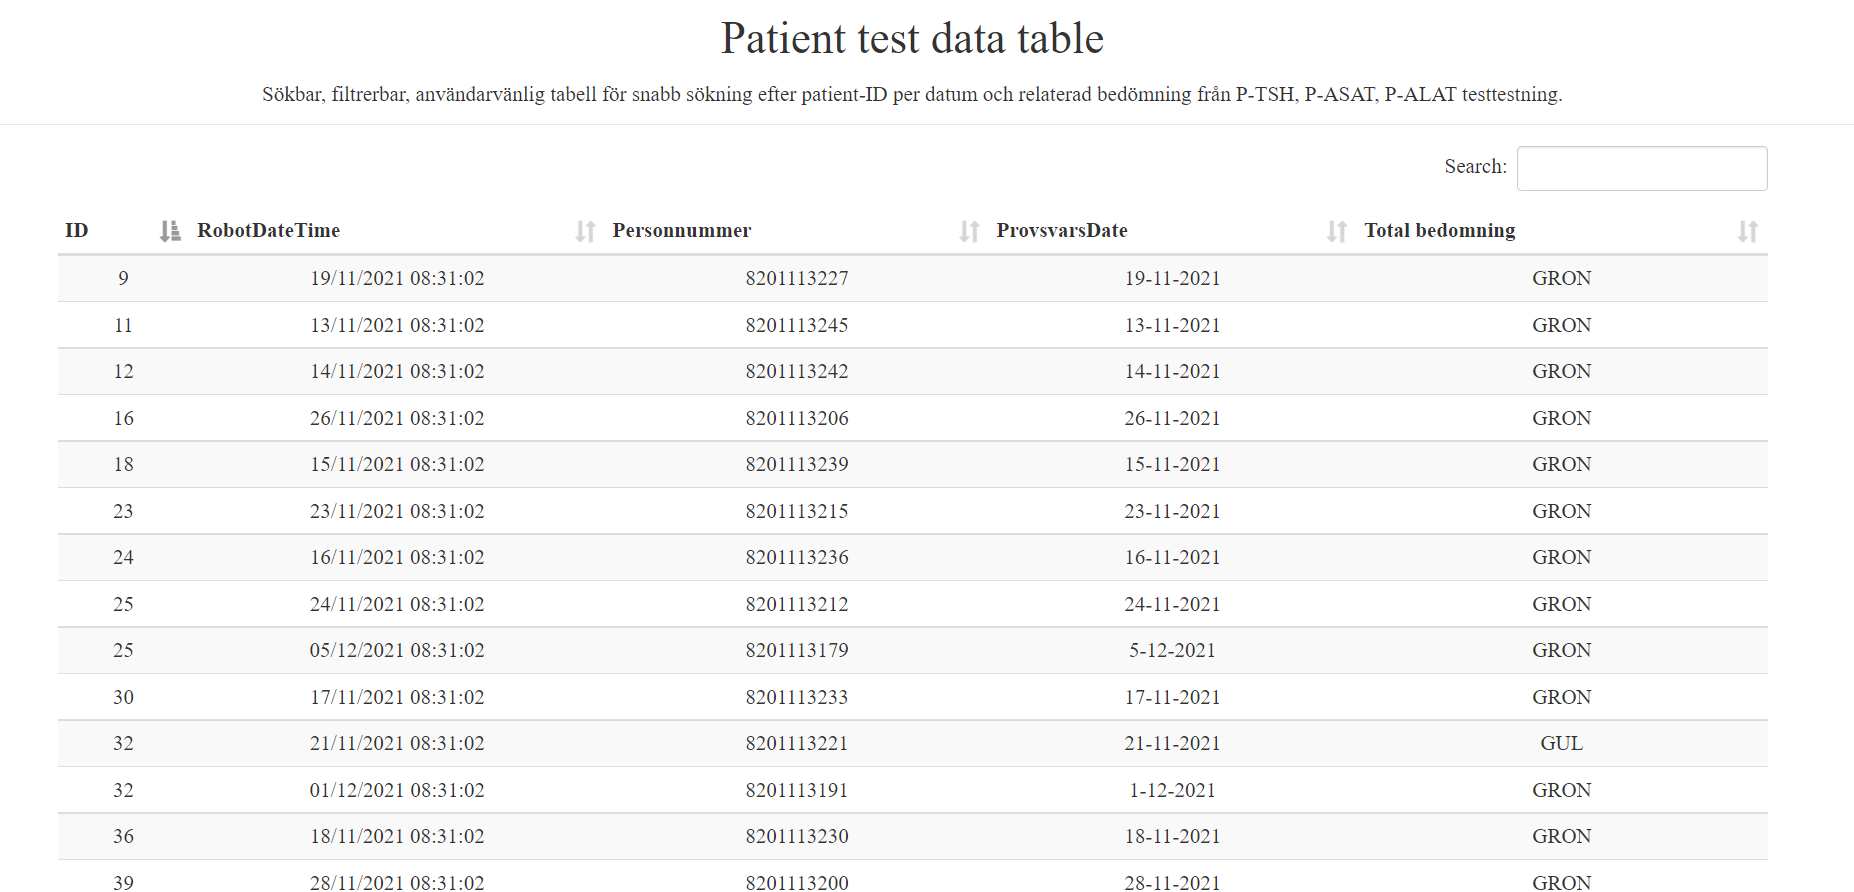 Patient test data table
Sökbar, filtrerbar, användarvänlig tabell för snabb sökning efter patient-ID per datum och relaterad bedömning från P-TSH, P-ASAT, P-ALAT testtestning.
Search:
ID RobotDateTime Personnummer ProvsvarsDate Total bedomning
9 19/11/2021 08:31:02 8201113227 19-11-2021 GRON
11 13/11/2021 08:31:02 8201113245 13-11-2021 GRON
12 14/11/2021 08:31:02 8201113242 14-11-2021 GRON
16 26/11/2021 08:31:02 8201113206 26-11-2021 GRON
18 15/11/2021 08:31:02 8201113239 15-11-2021 GRON
23 23/11/2021 08:31:02 8201113215 23-11-2021 GRON
24 16/11/2021 08:31:02 8201113236 16-11-2021 GRON
25 24/11/2021 08:31:02 8201113212 24-11-2021 GRON
25 05/12/2021 08:31:02 8201113179 5-12-2021 GRON
30 17/11/2021 08:31:02 8201113233 17-11-2021 GRON
32 21/11/2021 08:31:02 8201113221 21-11-2021 GUL
32 01/12/2021 08:31:02 8201113191 1-12-2021 GRON
36 18/11/2021 08:31:02 8201113230 18-11-2021 GRON
39 28/11/2021 08:31:02 8201113200 28-11-2021 GRON